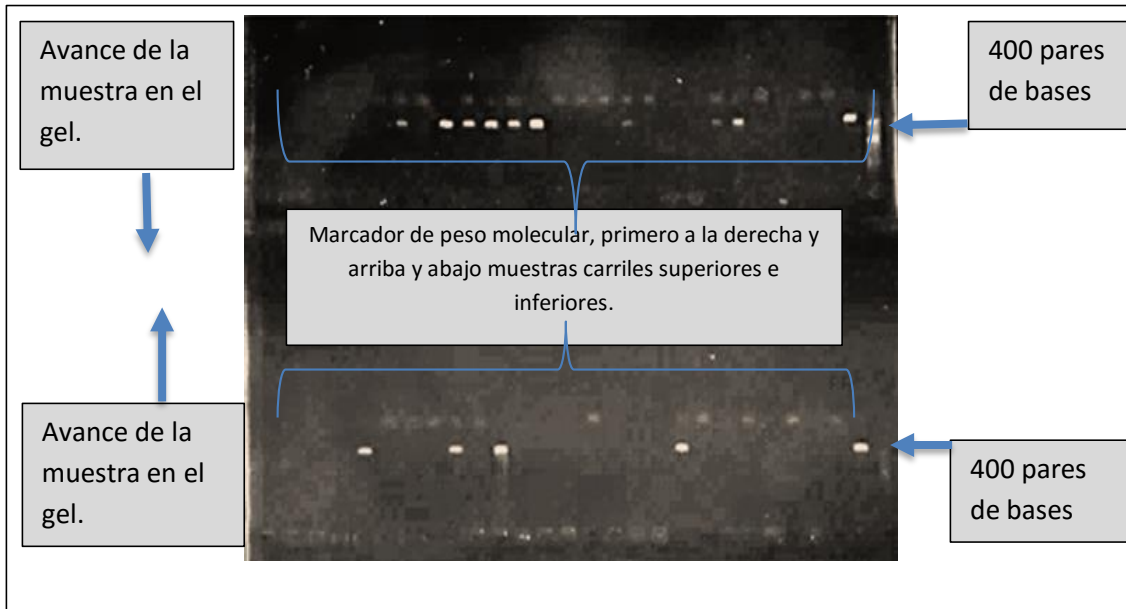 Avance de la
muestra en el
gel.
400 pares
de bases
Marcador de peso molecular, primero a la derecha y
arriba y abajo muestras carriles superiores e
inferiores.
Avance de la
muestra en el
gel.
400 pares
de bases